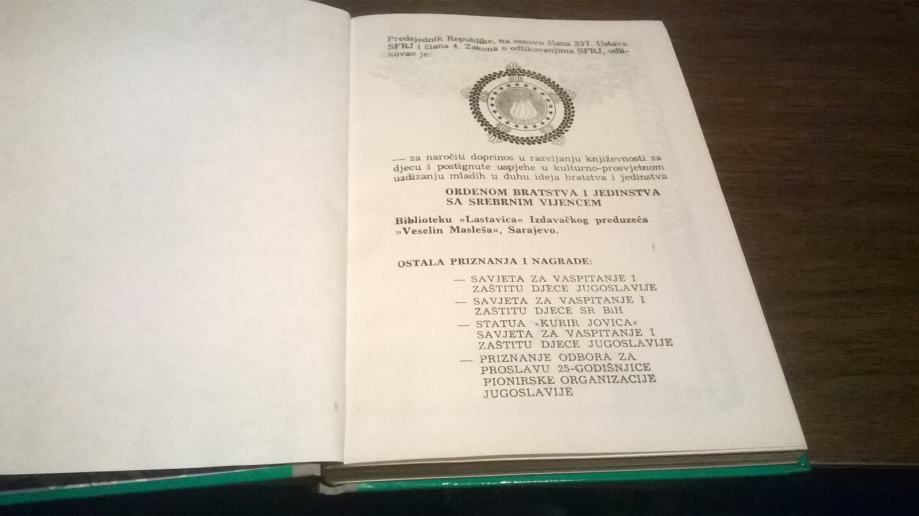 Predsjednik Republike, na osnovu člana 337. Ustava
SFRJ i člana 4. Zakona o odlikovanjima SFRJ, odli-
kovao je:
— za naročiti doprinos u razvijanju književnosti za
djecu i postignute uspjehe u kulturno-prosvjetnom
uzdizanju mladih u duhu ideja bratstva i jedinstva
ORDENOM BRATSTVA I JEDINSTVA
SA SREBRNIM VIJENCEM
Biblioteku »Lastavica« Izdavačkog preduzeća
»Veselin Masleša«, Sarajevo.
OSTALA PRIZNANJA I NAGRADE:
— SAVJETA ZA VASPITANJE I
ZAŠTITU DJECE JUGOSLAVIJE
— SAVJETA ZA VASPITANJE I
ZAŠTITU DJECE SR BiH
— STATUA »KURIR JOVICA«
SAVJETA ZA VASPITANJE I
ZAŠTITU DJECE JUGOSLAVIJE
— PRIZNANJE ODBORA ZA
PROSLAVU 25-GODIŠNJICE
PIONIRSKE ORGANIZACIJE
JUGOSLAVIJE